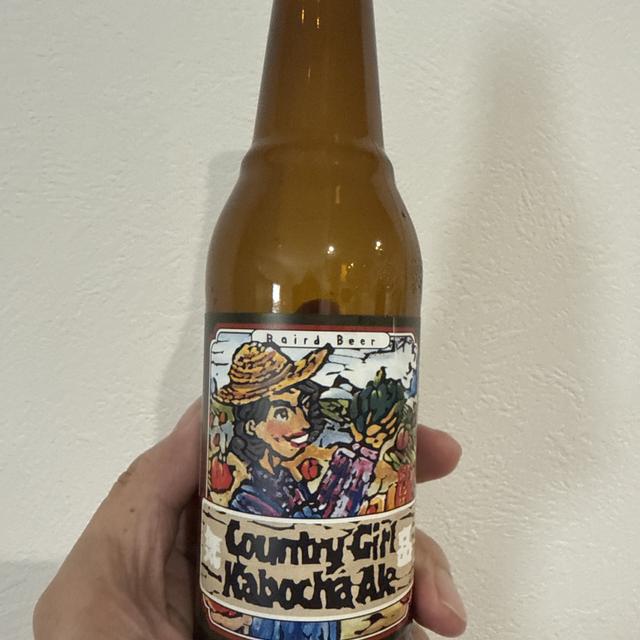 Baird Beer
Country Girl
Kabocha Ale